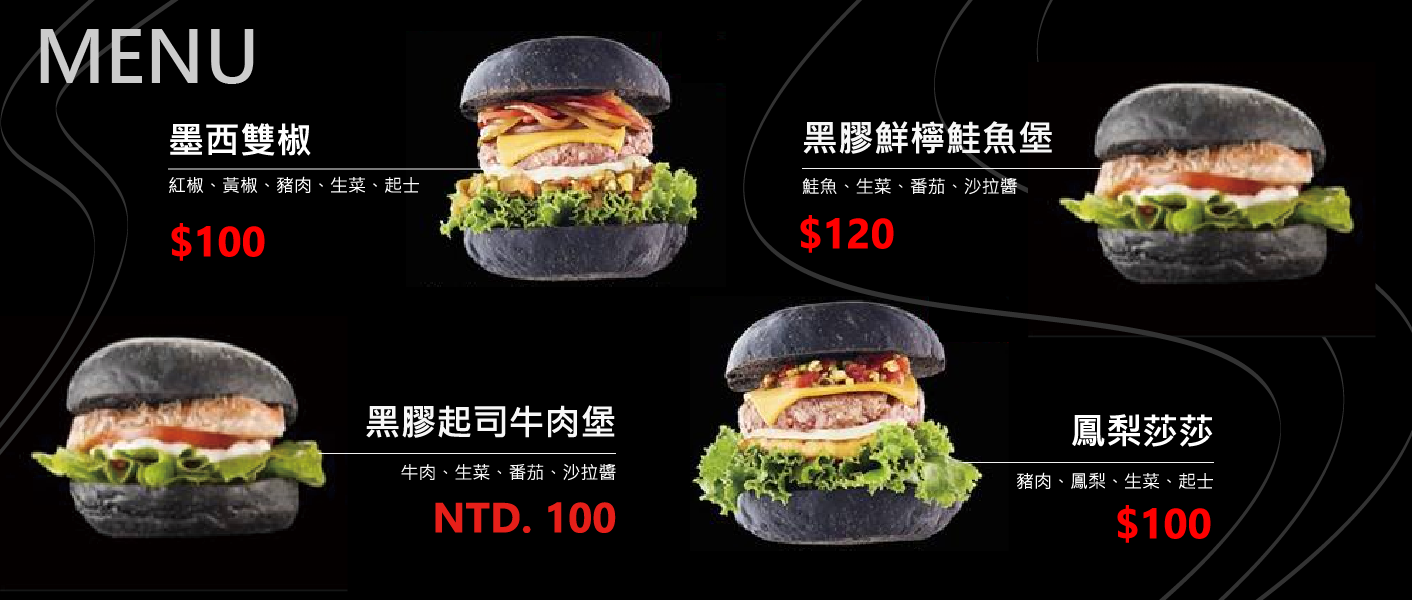 MENU
墨西雙椒
紅椒、黃椒、豬肉、生菜、起士
$100
黑膠鮮檸鮭魚堡
鮭魚、生菜、番茄、沙拉醬
$120
黑膠起司牛肉堡
牛肉、生菜、番茄、沙拉醬
NTD. 100
鳳梨莎莎
豬肉、鳳梨、生菜、起士
$100